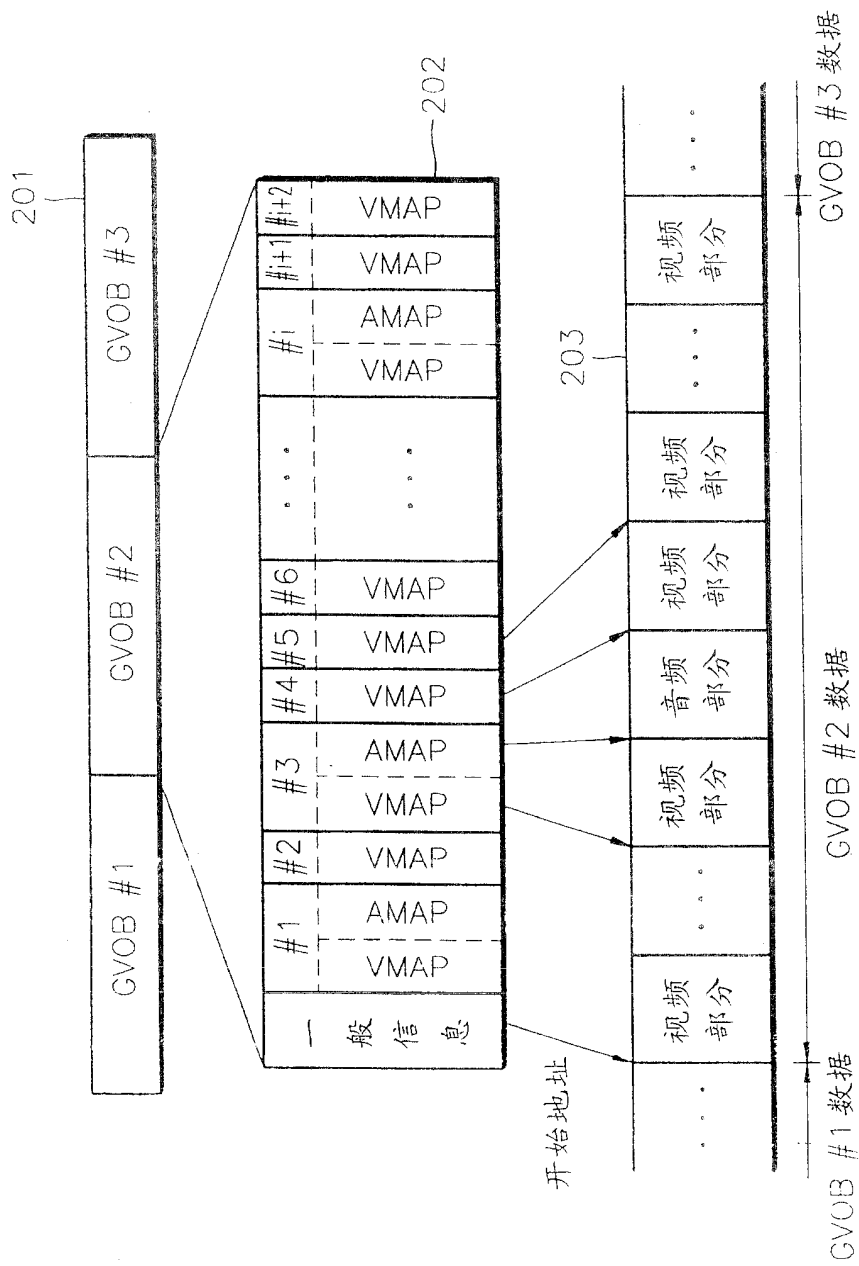 201
GVOB #1 GVOB #2 GVOB #3
202
#1 #2 #3 #4 #5 #6 ... #i #i+1 #i+2
一般信息 VMAP AMAP VMAP VMAP AMAP VMAP VMAP VMAP ... VMAP AMAP VMAP VMAP
开始地址
203
... 视频部分 ... 视频部分 音频部分 视频部分 视频部分 ... 视频部分 ...
GVOB #1 数据 GVOB #2 数据 GVOB #3 数据